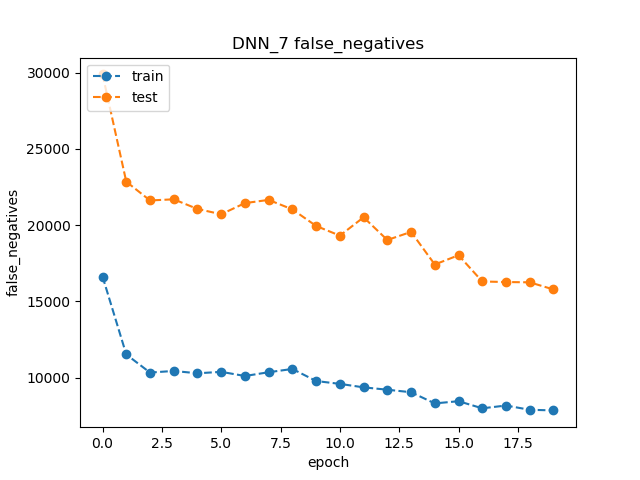 DNN_7 false_negatives
train
test
30000
25000
20000
15000
10000
false_negatives
0.0 2.5 5.0 7.5 10.0 12.5 15.0 17.5
epoch